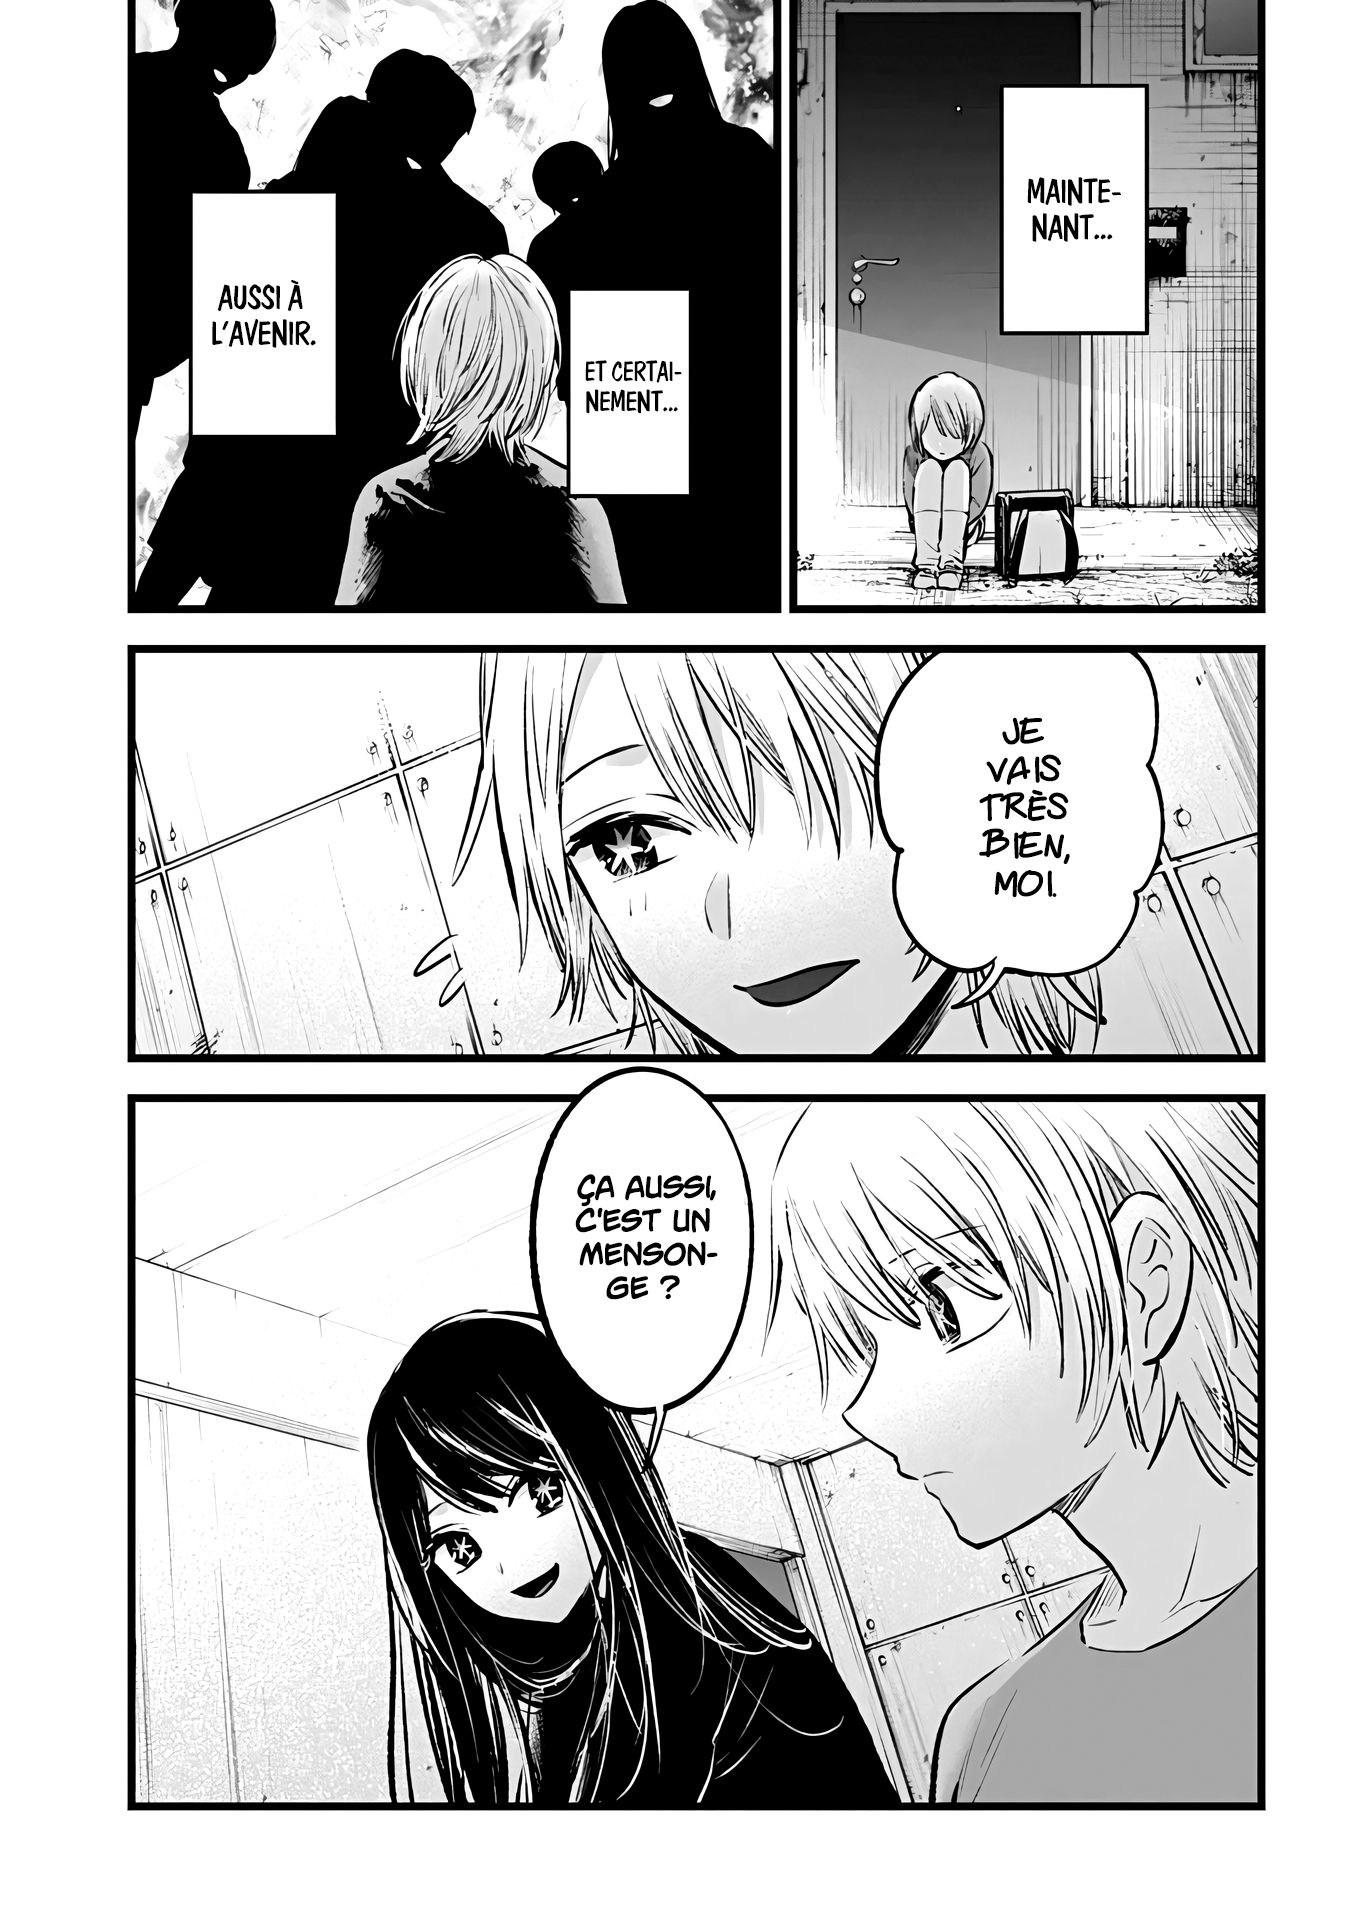 MAINTE-
NANT...
ET CERTAI-
NEMENT...
AUSSI À
L'AVENIR.
JE
VAIS
TRÈS
BIEN,
MOI.
ÇA AUSSI,
C'EST UN
MENSON-
GE ?